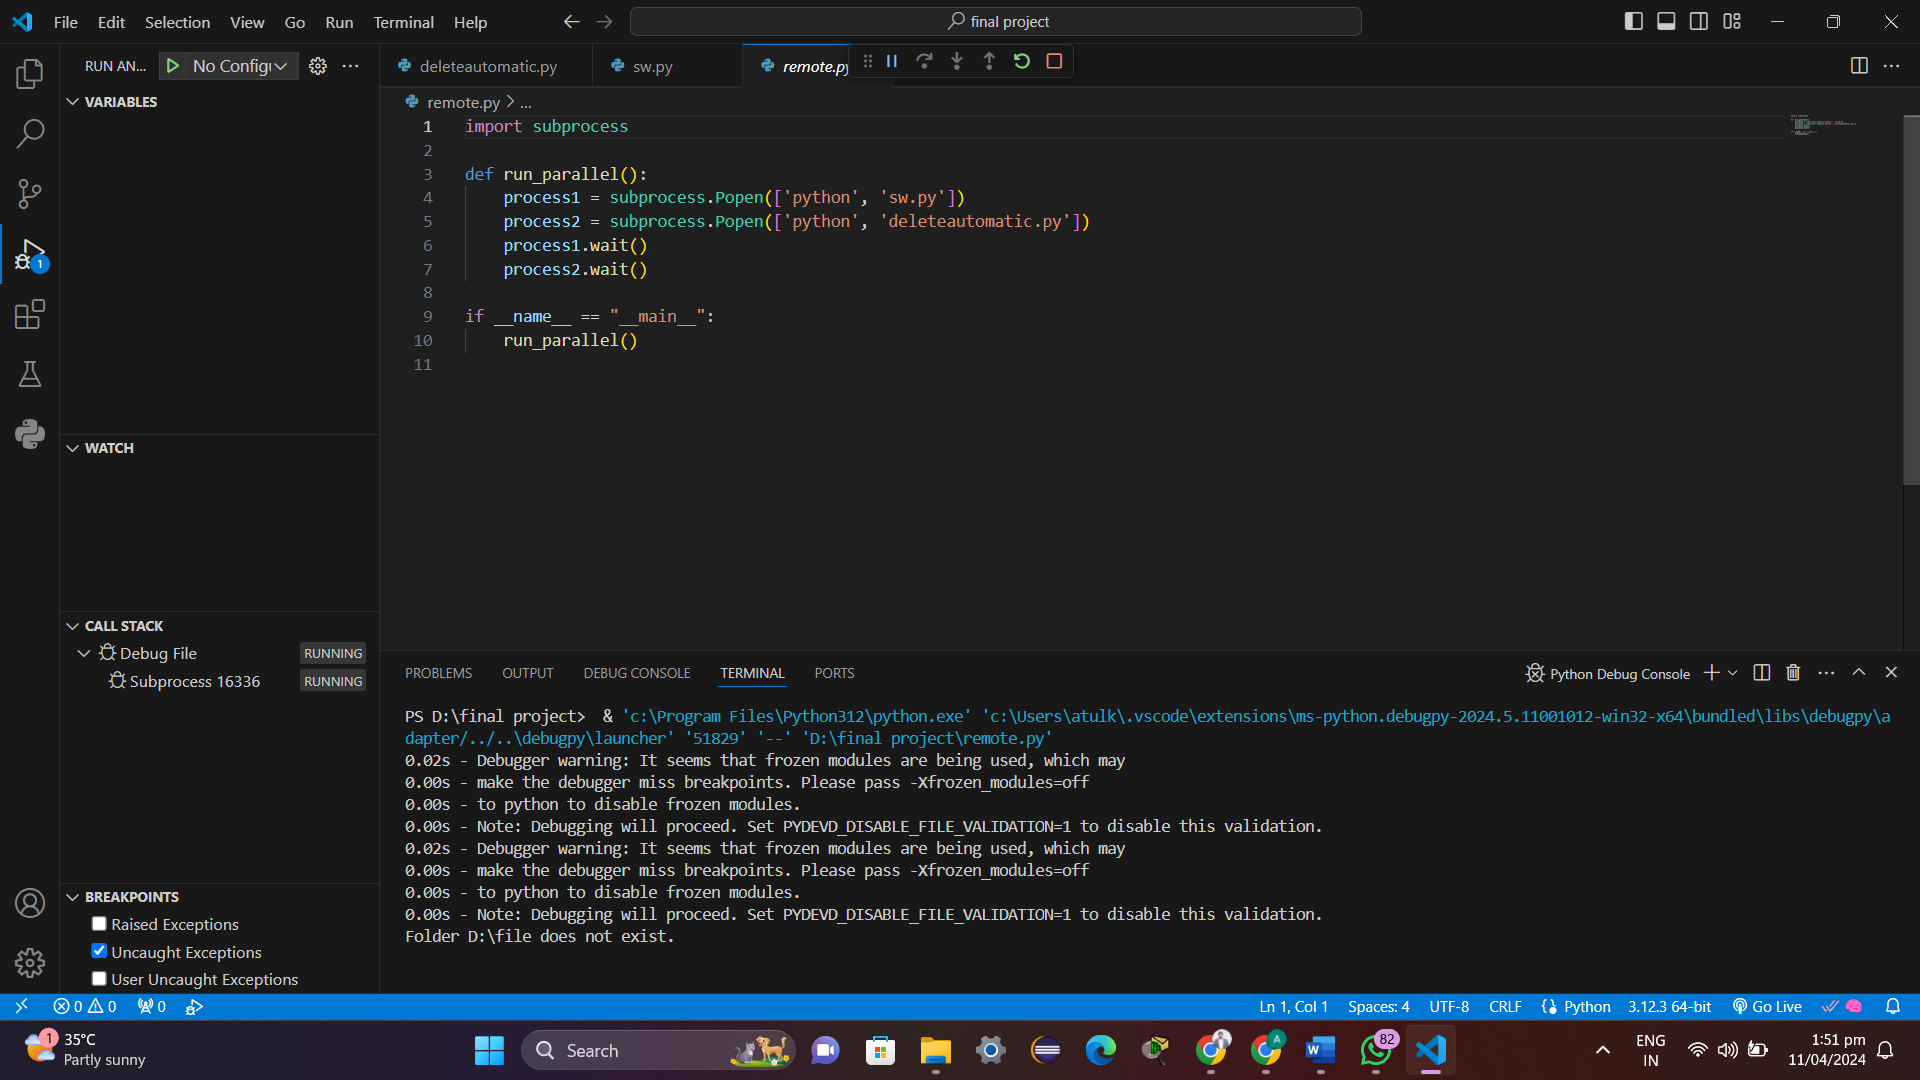 File Edit Selection View Go Run Terminal Help
final project
RUN AN... No Config
deleteautomatic.py sw.py remote.py
VARIABLES
remote.py > ...
1 import subprocess
2
3 def run_parallel():
4 process1 = subprocess.Popen(['python', 'sw.py'])
5 process2 = subprocess.Popen(['python', 'deleteautomatic.py'])
6 process1.wait()
7 process2.wait()
8
9 if __name__ == "__main__":
10 run_parallel()
11
1
WATCH
CALL STACK
Debug File RUNNING
Subprocess 16336 RUNNING
BREAKPOINTS
Raised Exceptions
Uncaught Exceptions
User Uncaught Exceptions
PROBLEMS OUTPUT DEBUG CONSOLE TERMINAL PORTS
Python Debug Console
PS D:\final project> & 'c:\Program Files\Python312\python.exe' 'c:\Users\atulk\.vscode\extensions\ms-python.debugpy-2024.5.11001012-win32-x64\bundled\libs\debugpy\a
dapter/../..\debugpy\launcher' '51829' '--' 'D:\final project\remote.py'
0.02s - Debugger warning: It seems that frozen modules are being used, which may
0.00s - make the debugger miss breakpoints. Please pass -Xfrozen_modules=off
0.00s - to python to disable frozen modules.
0.00s - Note: Debugging will proceed. Set PYDEVD_DISABLE_FILE_VALIDATION=1 to disable this validation.
0.02s - Debugger warning: It seems that frozen modules are being used, which may
0.00s - make the debugger miss breakpoints. Please pass -Xfrozen_modules=off
0.00s - to python to disable frozen modules.
0.00s - Note: Debugging will proceed. Set PYDEVD_DISABLE_FILE_VALIDATION=1 to disable this validation.
Folder D:\file does not exist.
0 0 0
Ln 1, Col 1 Spaces: 4 UTF-8 CRLF Python 3.12.3 64-bit Go Live
1
35°C
Partly sunny
Search
A
W
82
ENG
IN
1:51 pm
11/04/2024